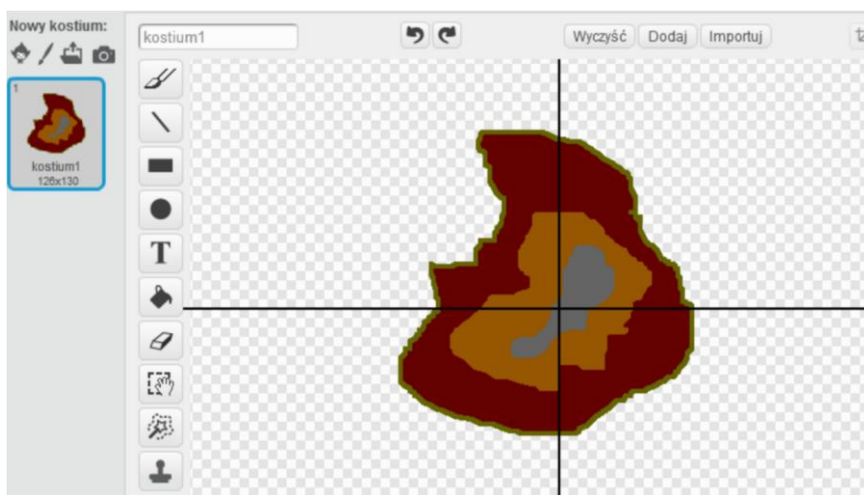 Nowy kostium:
kostium1
Wyczyść Dodaj Importuj
1
kostium1
126x130
T